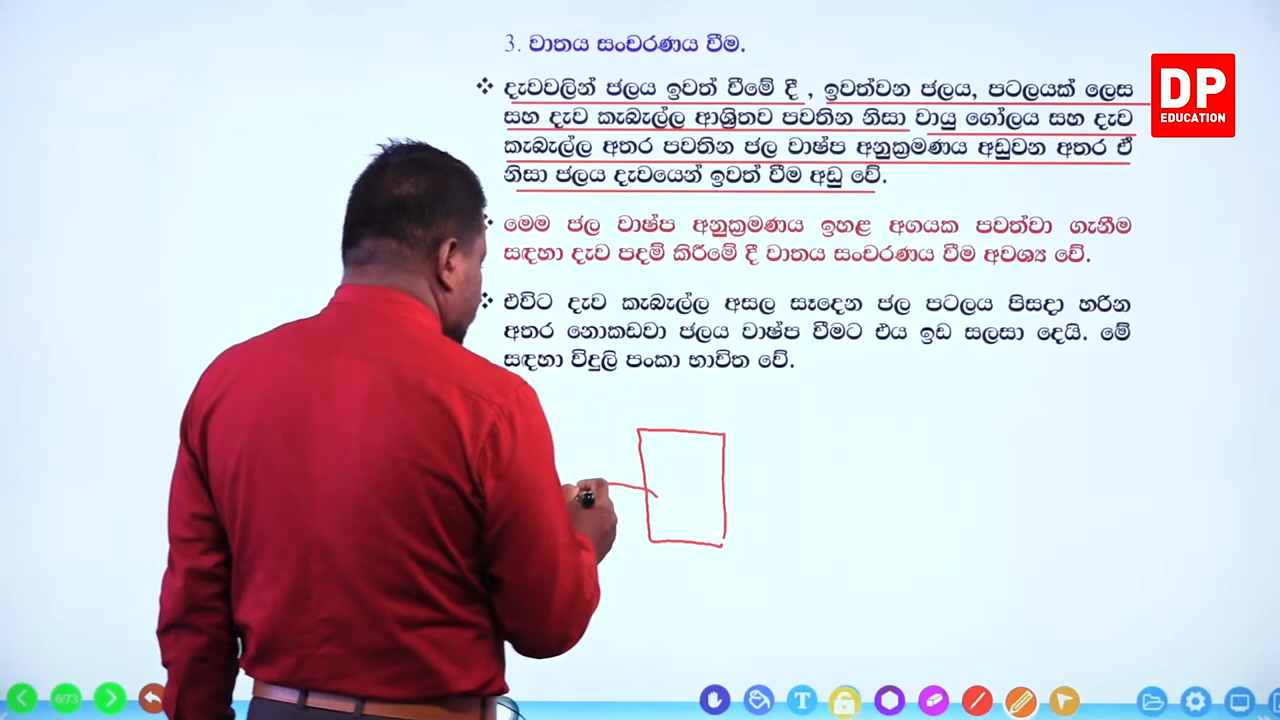 3. වාතය සංචරණය වීම.
❖ දැවවලින් ජලය ඉවත් වීමේ දී , ඉවත්වන ජලය, පටලයක් ලෙස
සහ දැව කැබැල්ල ආශ්‍රිතව පවතින නිසා වායු ගෝලය සහ දැව
කැබැල්ල අතර පවතින ජල වාෂ්ප අනුක්‍රමණය අඩුවන අතර ඒ
නිසා ජලය දැවයෙන් ඉවත් වීම අඩු වේ.
❖ මෙම ජල වාෂ්ප අනුක්‍රමණය ඉහළ අගයක පවත්වා ගැනීම
සඳහා දැව පදම් කිරීමේ දී වාතය සංචරණය වීම අවශ්‍ය වේ.
❖ එවිට දැව කැබැල්ල අසල සෑදෙන ජල පටලය පිසදා හරින
අතර නොකඩවා ජලය වාෂ්ප වීමට එය ඉඩ සලසා දෙයි. මේ
සඳහා විදුලි පංකා භාවිත වේ.
DP
EDUCATION
6/73